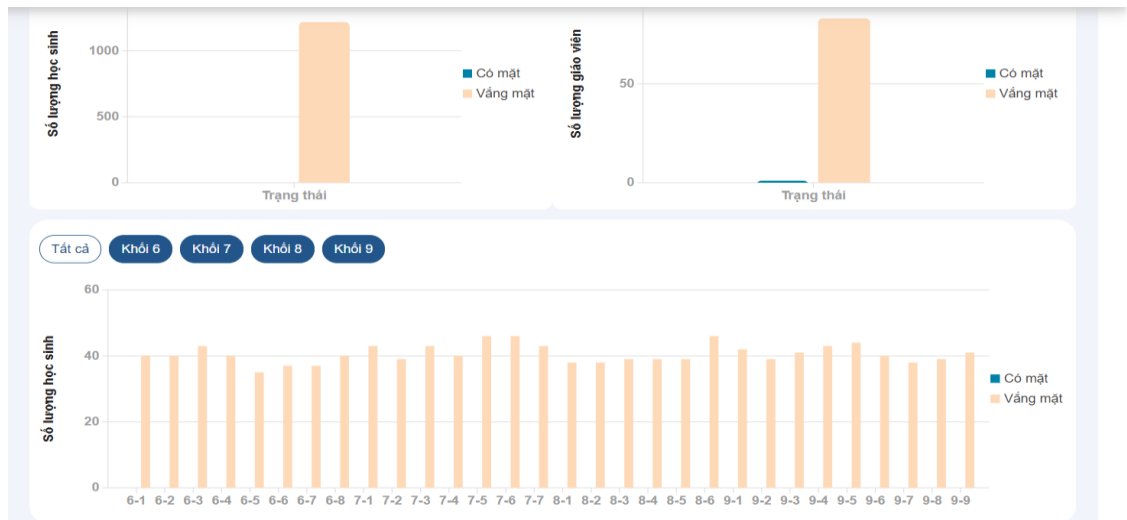 Số lượng học sinh
1000
500
0
Trạng thái
Có mặt
Vắng mặt
Số lượng giáo viên
50
0
Trạng thái
Có mặt
Vắng mặt
Tất cả Khối 6 Khối 7 Khối 8 Khối 9
Số lượng học sinh
60
40
20
0
6-1 6-2 6-3 6-4 6-5 6-6 6-7 6-8 7-1 7-2 7-3 7-4 7-5 7-6 7-7 8-1 8-2 8-3 8-4 8-5 8-6 9-1 9-2 9-3 9-4 9-5 9-6 9-7 9-8 9-9
Có mặt
Vắng mặt